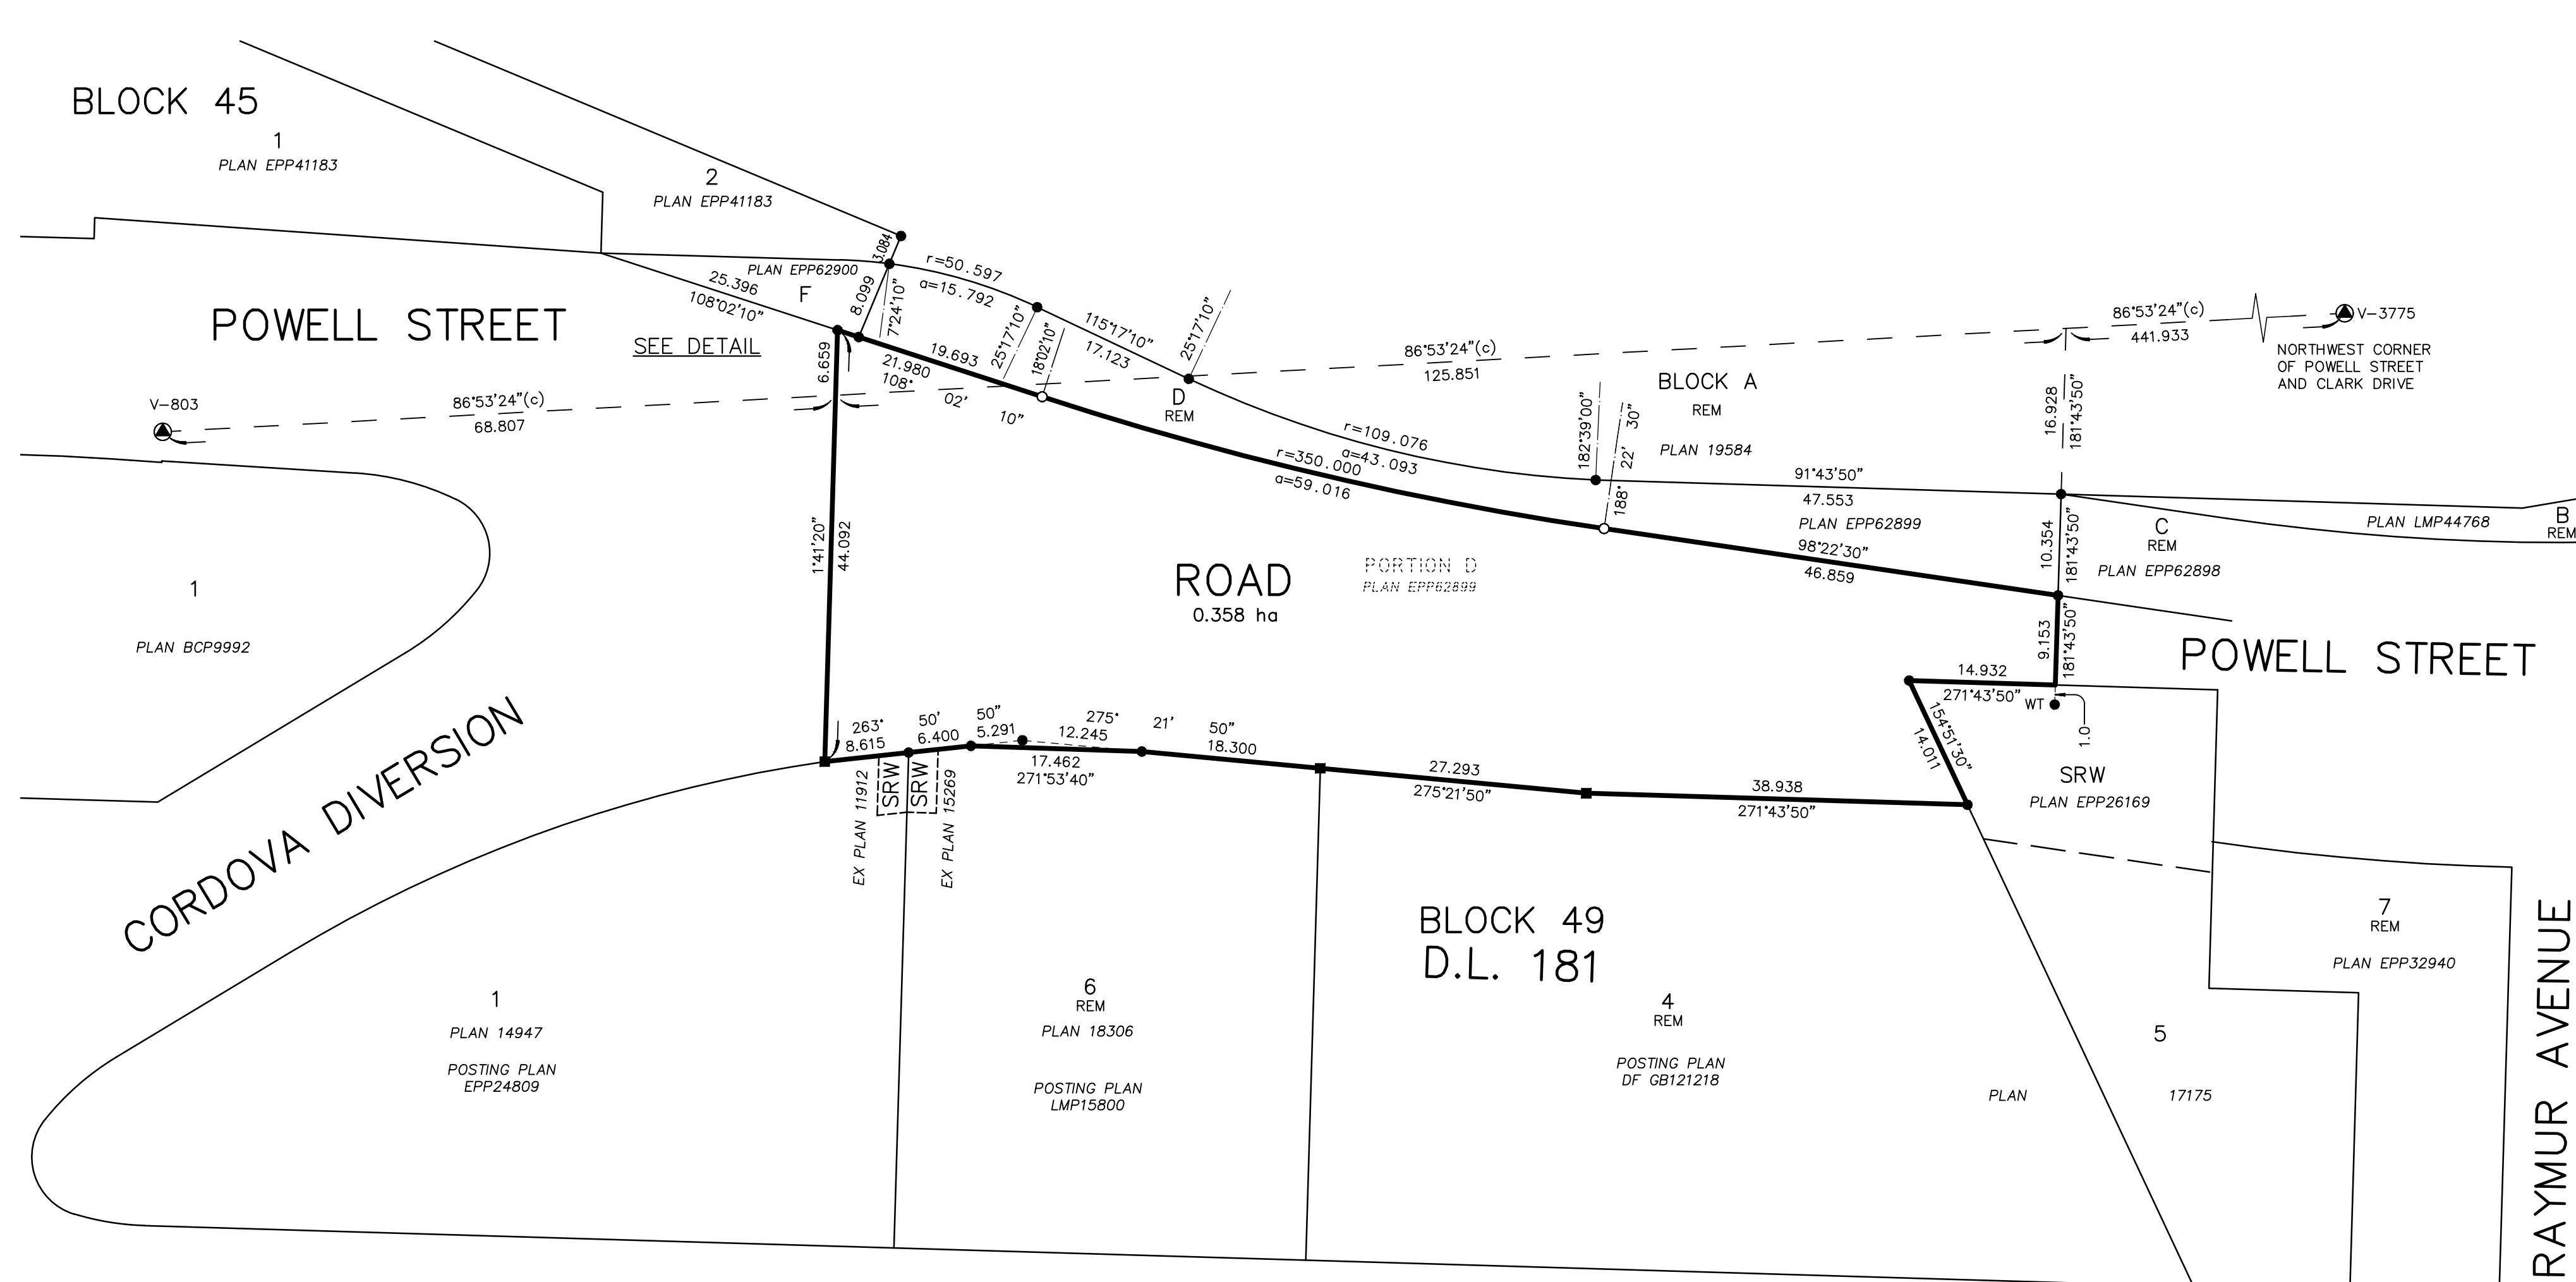 BLOCK 45
1
PLAN EPP41183
2
PLAN EPP41183
3.084
PLAN EPP62900
F
25.396
108°02'10"
8.099
7°24'10"
r=50.597
a=15.792
25°17'10"
18°02'10"
115°17'10"
17.123
25°17'10"
POWELL STREET
SEE DETAIL
6.659
19.693
21.980
108°
02'
10"
V-803
86°53'24"(c)
68.807
86°53'24"(c)
125.851
86°53'24"(c)
441.933
V-3775
NORTHWEST CORNER
OF POWELL STREET
AND CLARK DRIVE
D
REM
BLOCK A
REM
PLAN 19584
r=109.076
a=43.093
r=350.000
a=59.016
182°39'00"
188°
22'
30"
16.928
181°43'50"
91°43'50"
47.553
PLAN EPP62899
98°22'30"
46.859
10.354
181°43'50"
C
REM
PLAN EPP62898
PLAN LMP44768
B
REM
1°41'20"
44.092
ROAD
0.358 ha
PORTION D
PLAN EPP62899
9.153
181°43'50"
POWELL STREET
14.932
271°43'50"
WT
1.0
154°51'30"
14.011
SRW
PLAN EPP26169
1
PLAN BCP9992
CORDOVA DIVERSION
263°
50'
50"
8.615
6.400
5.291
275°
21'
50"
12.245
18.300
17.462
271°53'40"
27.293
275°21'50"
38.938
271°43'50"
EX PLAN 11912
SRW
SRW
EX PLAN 15269
BLOCK 49
D.L. 181
1
PLAN 14947
POSTING PLAN
EPP24809
6
REM
PLAN 18306
POSTING PLAN
LMP15800
4
REM
POSTING PLAN
DF GB121218
5
PLAN 17175
7
REM
PLAN EPP32940
RAYMUR AVENUE